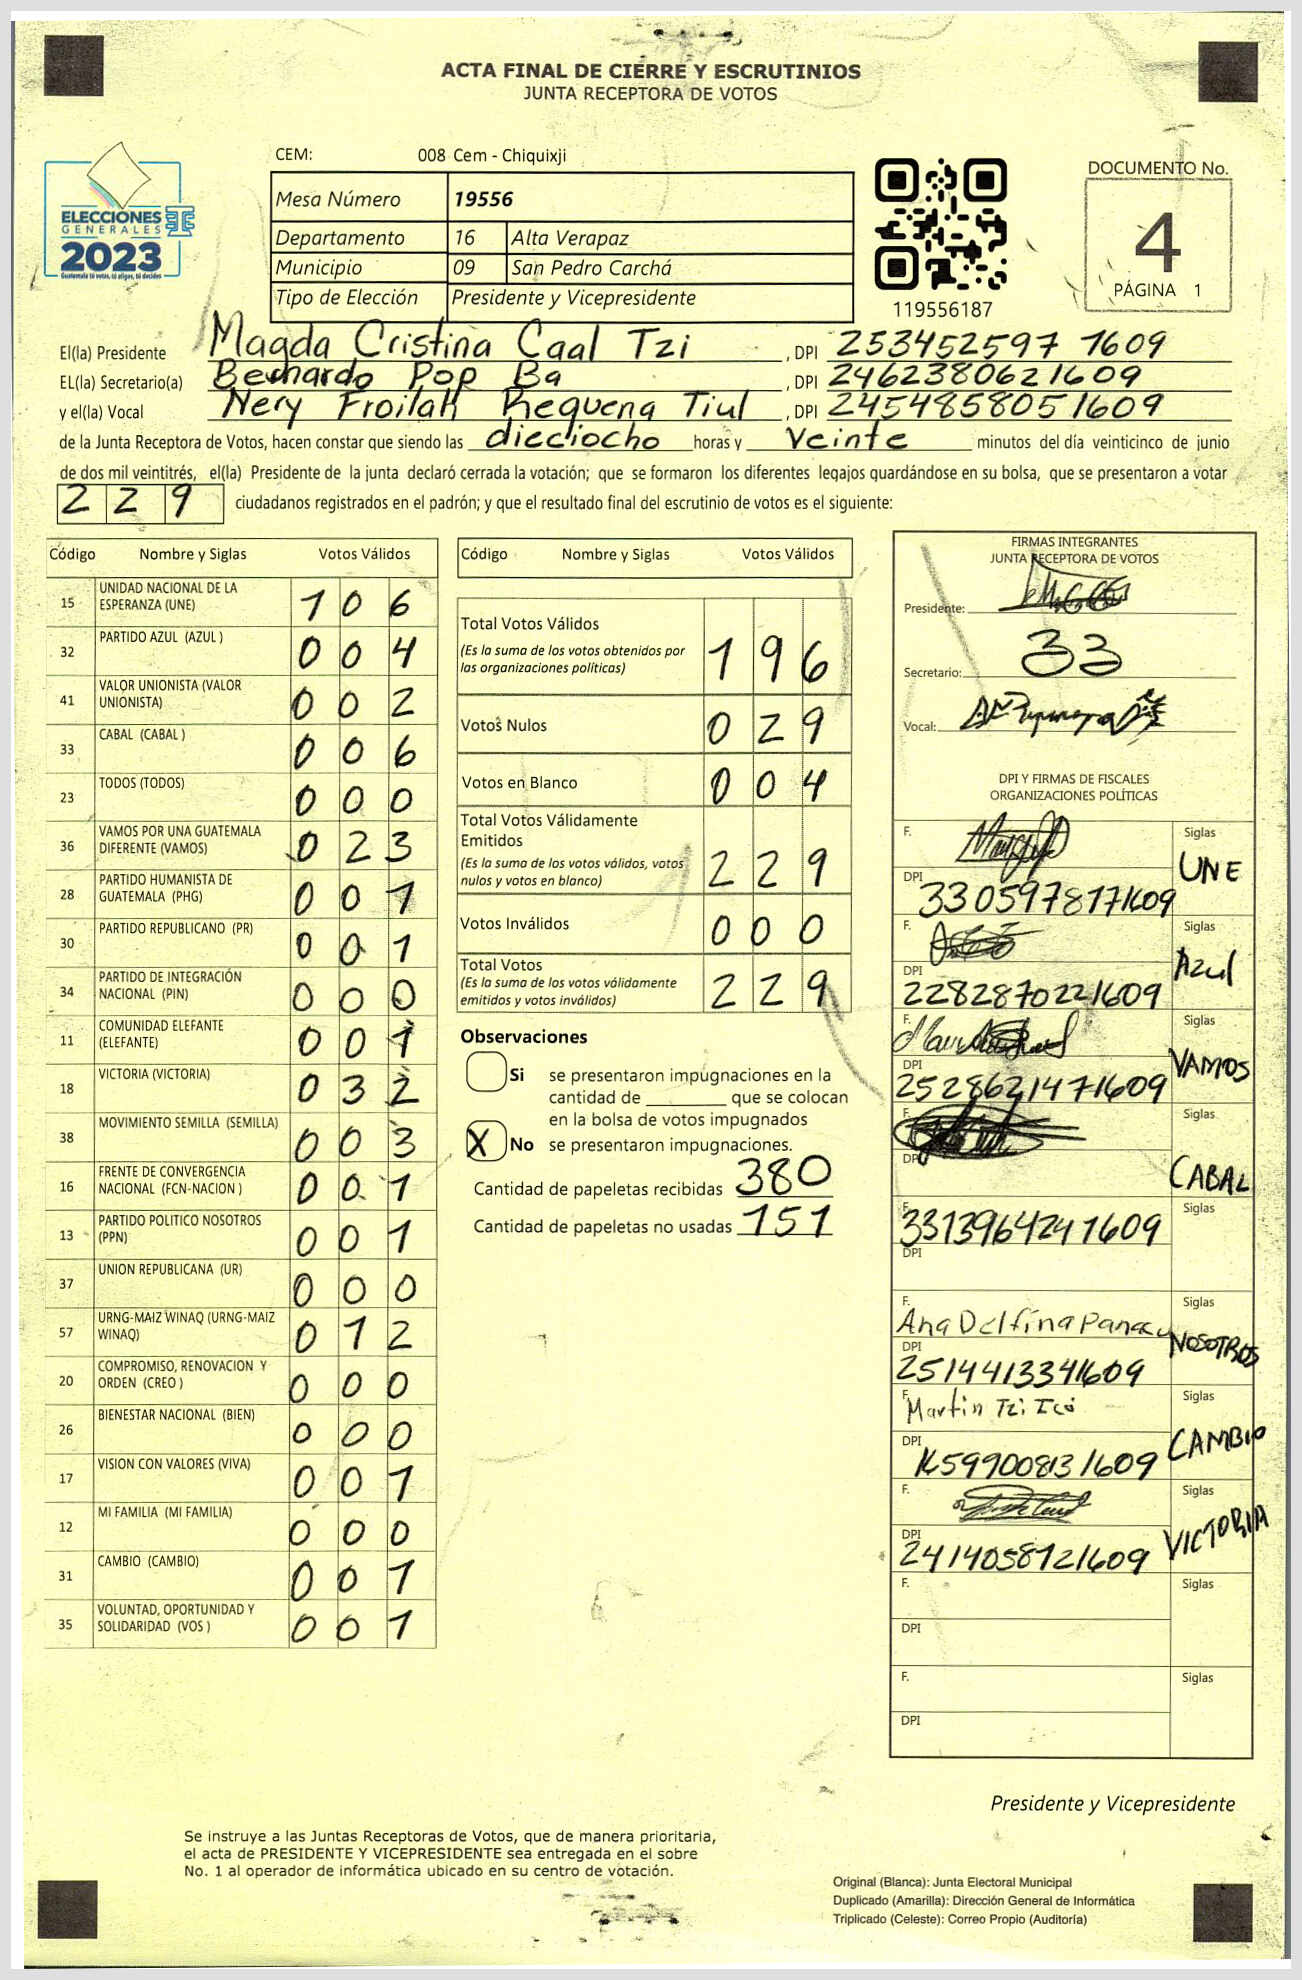 ACTA FINAL DE CIERRE Y ESCRUTINIOS
JUNTA RECEPTORA DE VOTOS
ELECCIONES
GENERALES
2023
Guatemala tú votas, tú eliges, tú decides
CEM: 008 Cem - Chiquixji
Mesa Número 19556
Departamento 16 Alta Verapaz
Municipio 09 San Pedro Carchá
Tipo de Elección Presidente y Vicepresidente
119556187
DOCUMENTO No.
4
PÁGINA 1
El(la) Presidente Magda Cristina Caal Tzi , DPI 253452597 1609
EL(la) Secretario(a) Bernardo Pop Ba , DPI 2462380621609
y el(la) Vocal Nery Froilan Requena Tiul , DPI 2454858051609
de la Junta Receptora de Votos, hacen constar que siendo las dieciocho horas y veinte minutos del día veinticinco de junio
de dos mil veintitrés, el(la) Presidente de la junta declaró cerrada la votación; que se formaron los diferentes legajos quardándose en su bolsa, que se presentaron a votar
229 ciudadanos registrados en el padrón; y que el resultado final del escrutinio de votos es el siguiente:
Código Nombre y Siglas Votos Válidos
15 UNIDAD NACIONAL DE LA ESPERANZA (UNE) 106
32 PARTIDO AZUL (AZUL ) 004
41 VALOR UNIONISTA (VALOR UNIONISTA) 002
33 CABAL (CABAL ) 006
23 TODOS (TODOS) 000
36 VAMOS POR UNA GUATEMALA DIFERENTE (VAMOS) 023
28 PARTIDO HUMANISTA DE GUATEMALA (PHG) 001
30 PARTIDO REPUBLICANO (PR) 001
34 PARTIDO DE INTEGRACIÓN NACIONAL (PIN) 000
11 COMUNIDAD ELEFANTE (ELEFANTE) 001
18 VICTORIA (VICTORIA) 032
38 MOVIMIENTO SEMILLA (SEMILLA) 003
16 FRENTE DE CONVERGENCIA NACIONAL (FCN-NACION ) 001
13 PARTIDO POLITICO NOSOTROS (PPN) 001
37 UNION REPUBLICANA (UR) 000
57 URNG-MAIZ WINAQ (URNG-MAIZ WINAQ) 012
20 COMPROMISO, RENOVACION Y ORDEN (CREO ) 000
26 BIENESTAR NACIONAL (BIEN) 000
17 VISION CON VALORES (VIVA) 001
12 MI FAMILIA (MI FAMILIA) 000
31 CAMBIO (CAMBIO) 001
35 VOLUNTAD, OPORTUNIDAD Y SOLIDARIDAD (VOS ) 001
Código Nombre y Siglas Votos Válidos
Total Votos Válidos
(Es la suma de los votos obtenidos por las organizaciones políticas) 196
Votos Nulos 029
Votos en Blanco 004
Total Votos Válidamente Emitidos
(Es la suma de los votos válidos, votos nulos y votos en blanco) 229
Votos Inválidos 000
Total Votos
(Es la suma de los votos válidamente emitidos y votos inválidos) 229
Observaciones
Si se presentaron impugnaciones en la
cantidad de que se colocan
en la bolsa de votos impugnados
X No se presentaron impugnaciones.
Cantidad de papeletas recibidas 380
Cantidad de papeletas no usadas 151
FIRMAS INTEGRANTES
JUNTA RECEPTORA DE VOTOS
Presidente:
Secretario:
Vocal:
DPI Y FIRMAS DE FISCALES
ORGANIZACIONES POLÍTICAS
F. Siglas UNE
DPI 3305978171609
F. Siglas Azul
DPI 2282870221609
F. Siglas VAMOS
DPI 2528621471609
F. Siglas CABAL
DPI
F. 3313964241609 Siglas
DPI
F. Ana Delfina Siglas NOSOTROS
DPI 2514413341609
F. Martin Tzi Ico Siglas CAMBIO
DPI 1659900831609
F. Siglas VICTORIA
DPI 2414058121609
F. Siglas
DPI
F. Siglas
DPI
Presidente y Vicepresidente
Se instruye a las Juntas Receptoras de Votos, que de manera prioritaria,
el acta de PRESIDENTE Y VICEPRESIDENTE sea entregada en el sobre
No. 1 al operador de informática ubicado en su centro de votación.
Original (Blanca): Junta Electoral Municipal
Duplicado (Amarilla): Dirección General de Informática
Triplicado (Celeste): Correo Propio (Auditoría)